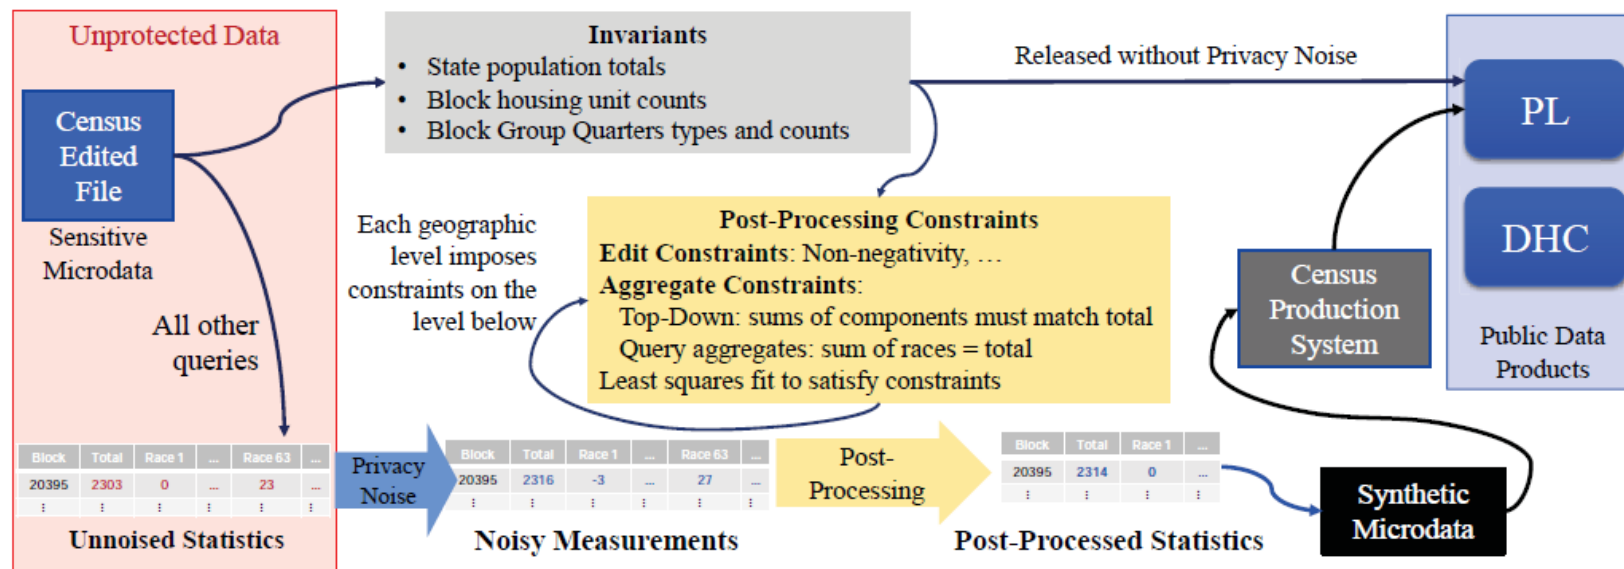 Unprotected Data
Census
Edited
File
Sensitive
Microdata
All other
queries
Invariants
• State population totals
• Block housing unit counts
• Block Group Quarters types and counts
Released without Privacy Noise
PL
DHC
Public Data
Products
Each geographic
level imposes
constraints on the
level below
Post-Processing Constraints
Edit Constraints: Non-negativity, …
Aggregate Constraints:
Top-Down: sums of components must match total
Query aggregates: sum of races = total
Least squares fit to satisfy constraints
Census
Production
System
Block Total Race 1 ... Race 63 ...
20395 2303 0 ... 23 ...
⋮ ⋮ ⋮ ⋮ ⋮ ⋮
Unnoised Statistics
Privacy
Noise
Block Total Race 1 ... Race 63 ...
20395 2316 -3 ... 27 ...
⋮ ⋮ ⋮ ⋮ ⋮ ⋮
Noisy Measurements
Post-
Processing
Block Total Race 1 ...
20395 2314 0 ...
⋮ ⋮ ⋮ ⋮
Post-Processed Statistics
Synthetic
Microdata